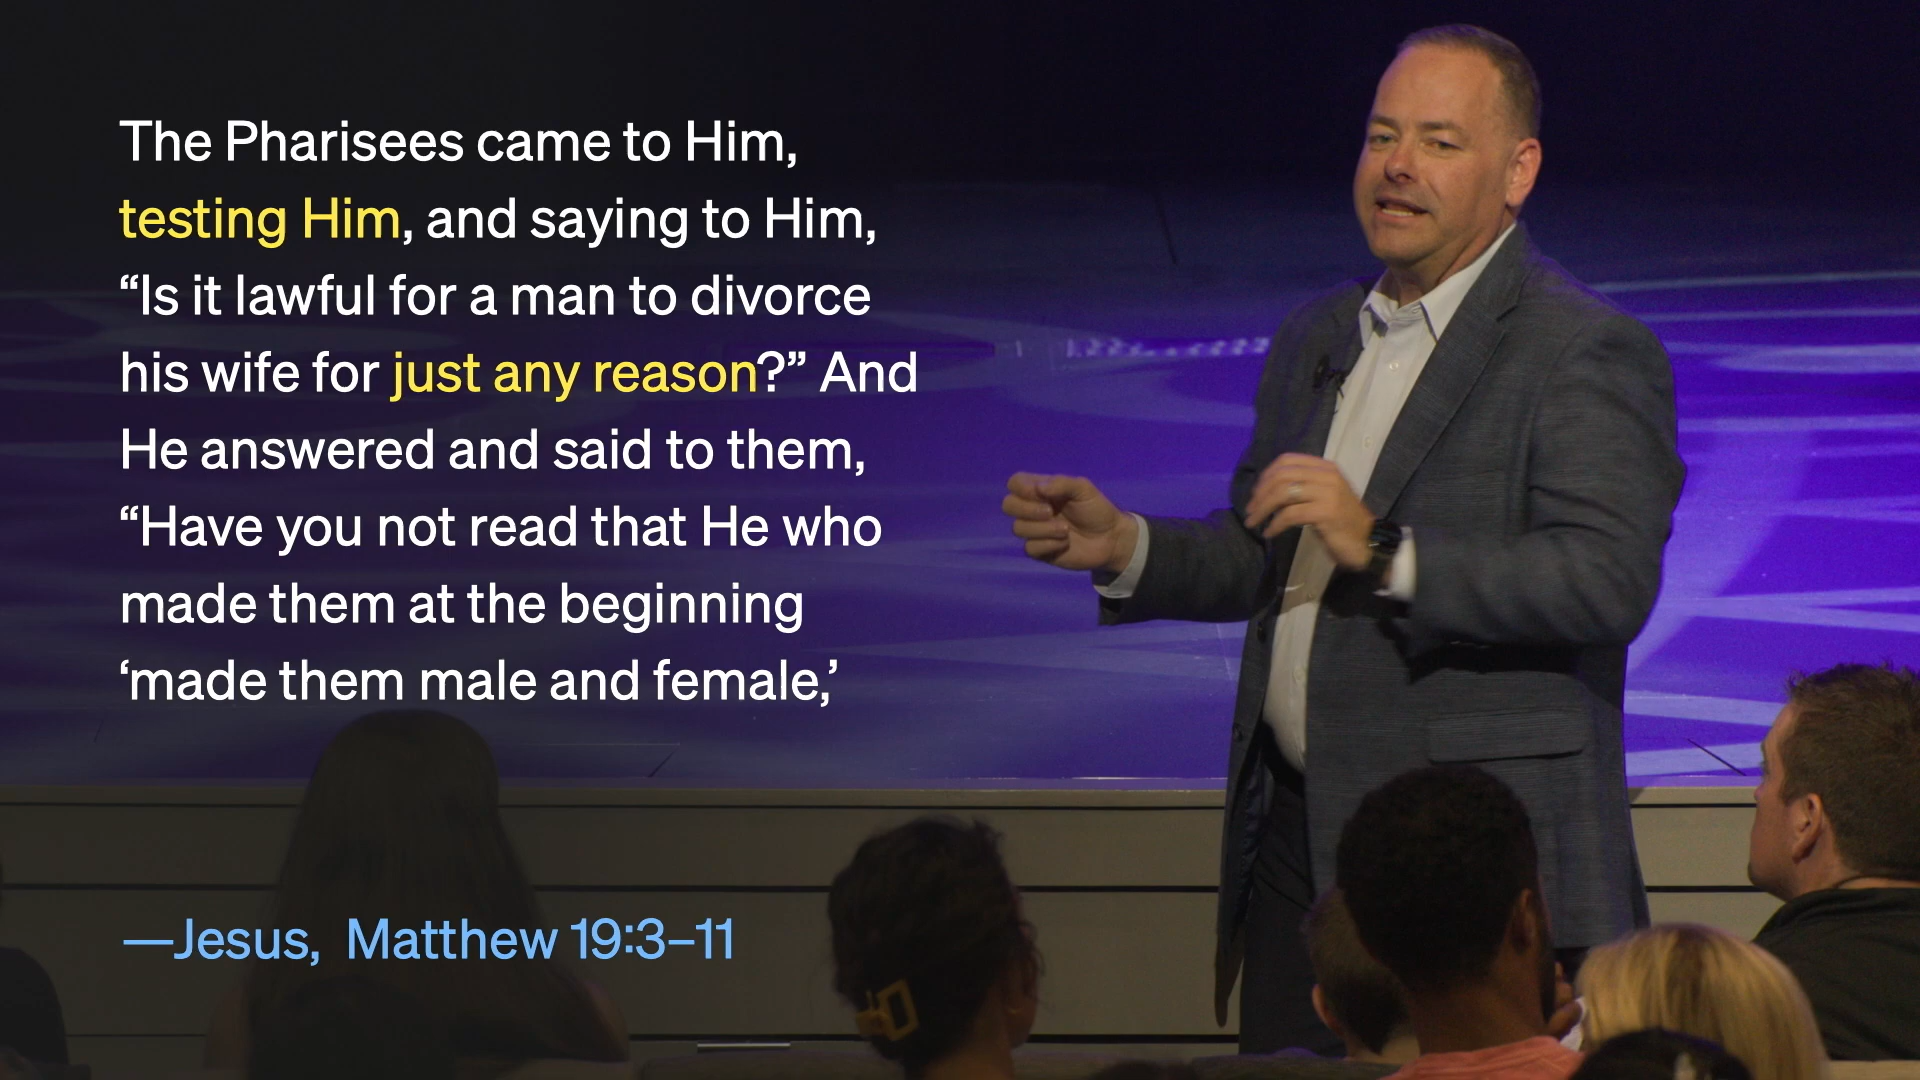 The Pharisees came to Him,
testing Him, and saying to Him,
“Is it lawful for a man to divorce
his wife for just any reason?” And
He answered and said to them,
“Have you not read that He who
made them at the beginning
‘made them male and female,’
—Jesus, Matthew 19:3–11